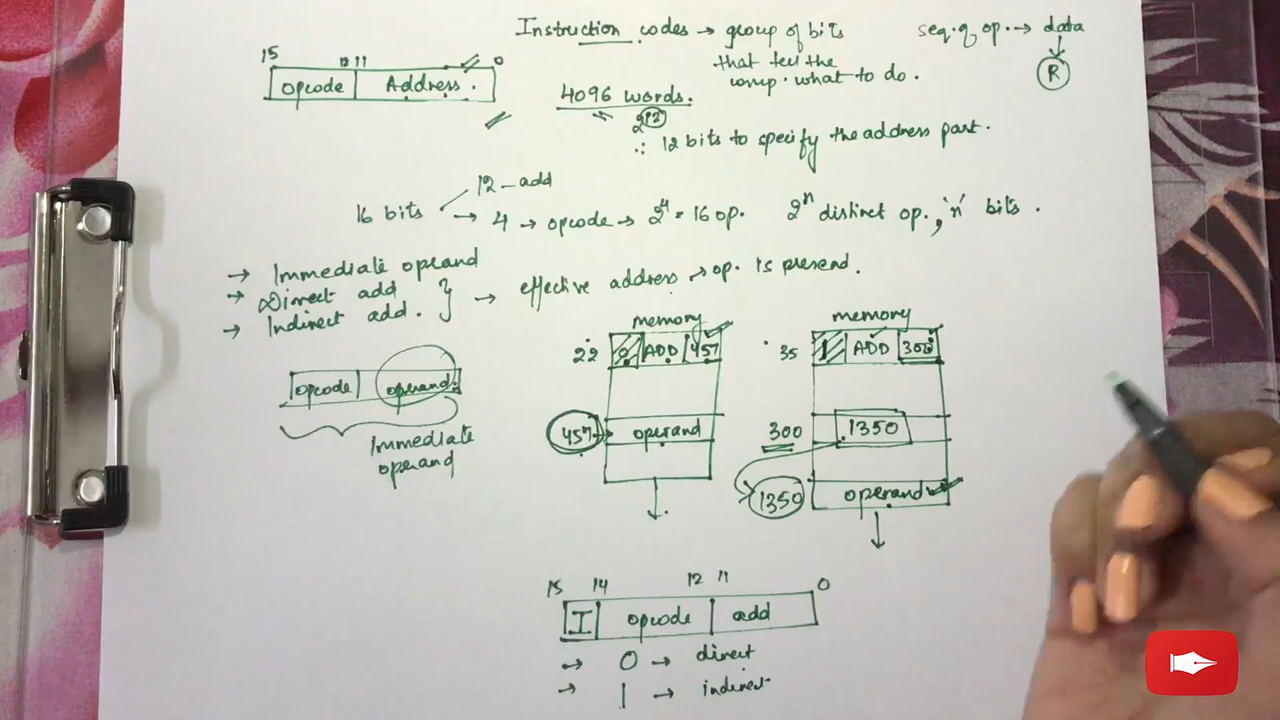 Instruction codes → group of bits
that tell the
comp. what to do.
seq. of op. → data
R
15 12 11 0
opcode Address.
4096 words.
2^12
∴ 12 bits to specify the address part.
12 - add
16 bits → 4 → opcode → 2^4 = 16 op. 2^n distinct op., 'n' bits.
→ Immediate operand
→ Direct add
→ Indirect add. } → effective address → op. is present.
opcode operand.
Immediate
operand
memory
22 0 ADD 457
457 → operand
memory
35 1 ADD 300
300 1350
1350 operand
15 14 12 11 0
I opcode add
→ 0 → direct
→ 1 → indirect